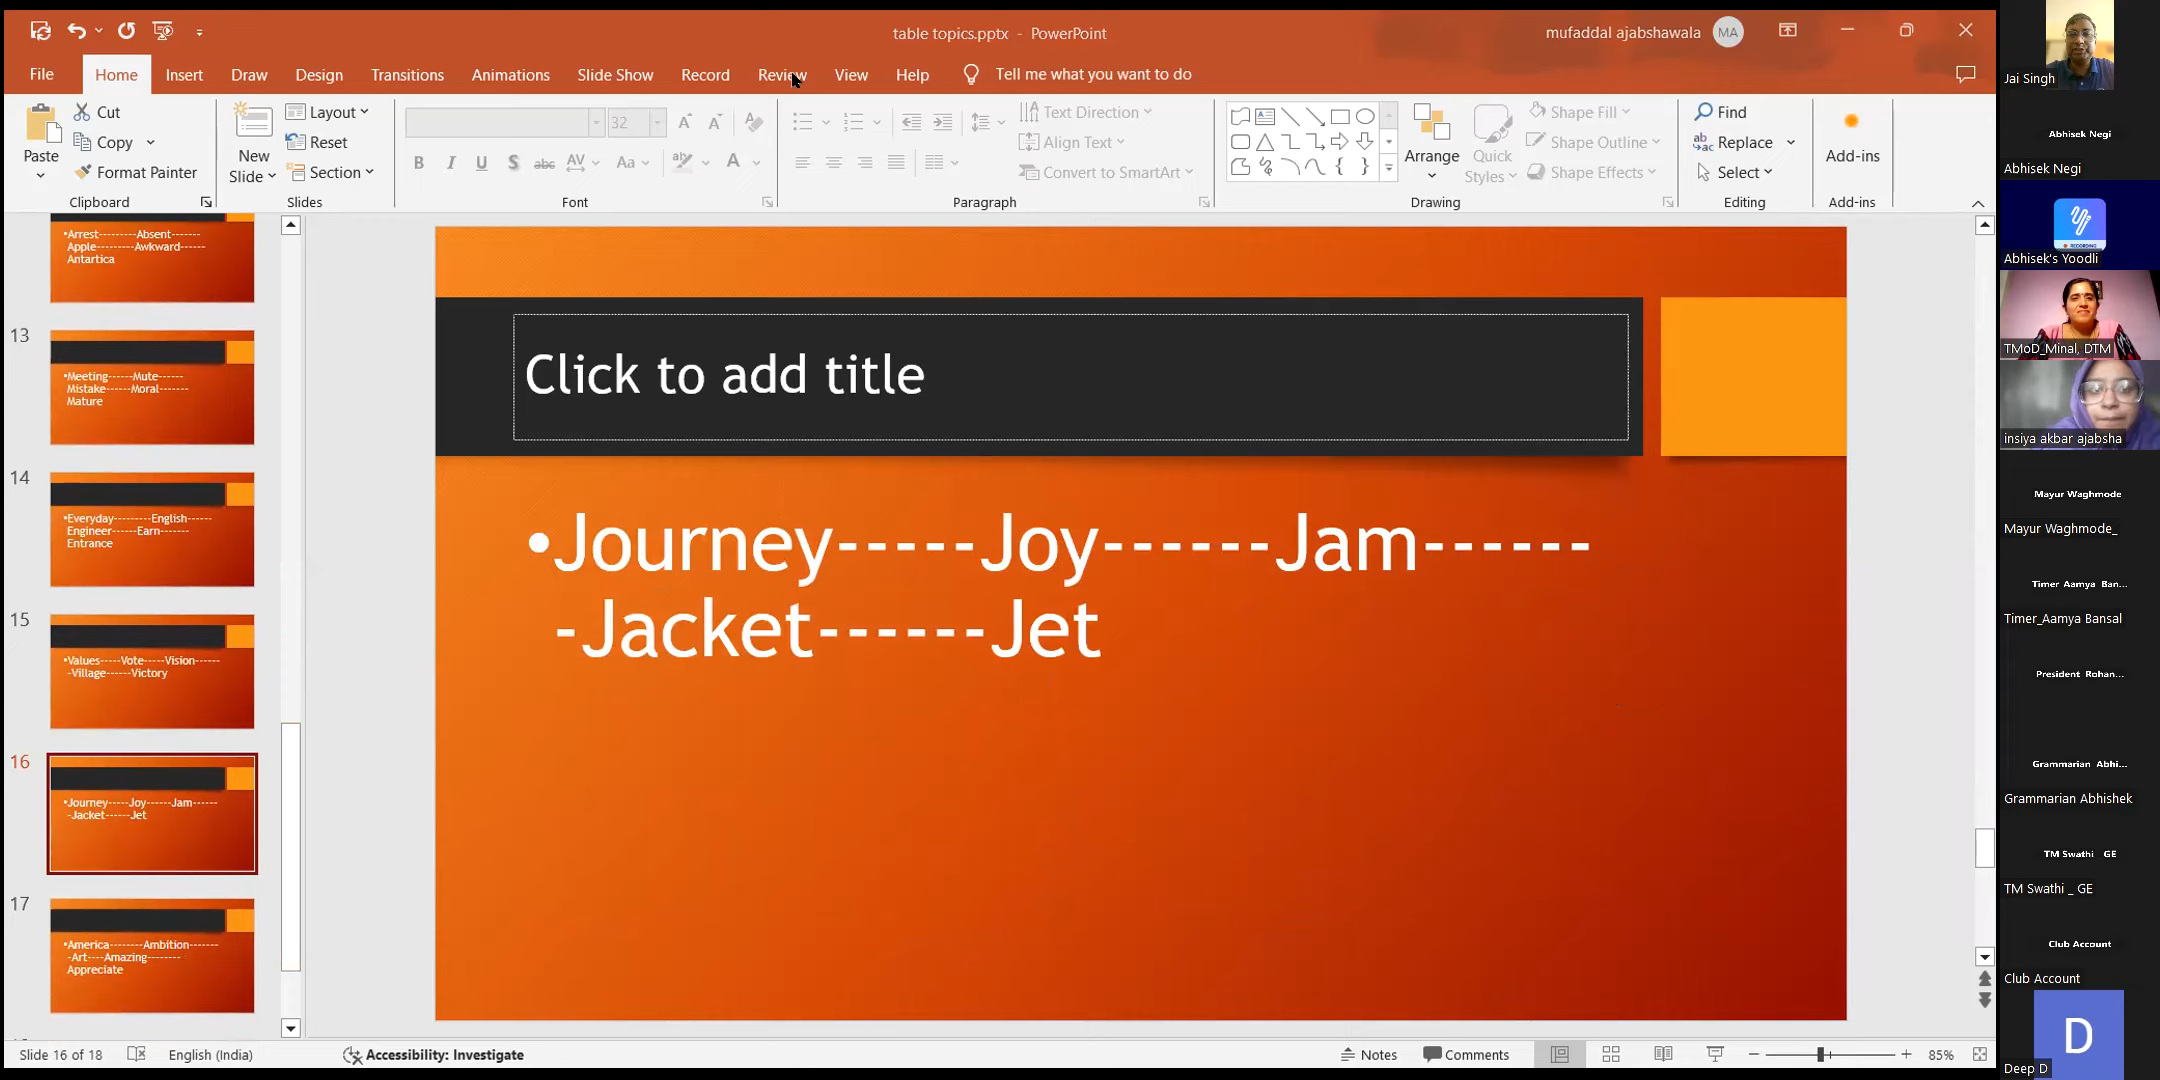 table topics.pptx - PowerPoint
mufaddal ajabshawala
MA
File
Home
Insert
Draw
Design
Transitions
Animations
Slide Show
Record
Review
View
Help
Tell me what you want to do
Paste
Cut
Copy
Format Painter
Clipboard
New
Slide
Layout
Reset
Section
Slides
32
Font
Text Direction
Align Text
Convert to SmartArt
Paragraph
Arrange
Quick
Styles
Shape Fill
Shape Outline
Shape Effects
Drawing
Find
Replace
Select
Editing
Add-ins
Add-ins
•Arrest---------Absent-------
Apple----------Awkward------
Antartica
13
•Meeting------Mute------
Mistake------Moral-------
Mature
14
•Everyday---------English------
Engineer------Earn-------
Entrance
15
•Values-----Vote-----Vision------
-Village------Victory
16
•Journey-----Joy------Jam------
-Jacket------Jet
17
•America--------Ambition-------
-Art----Amazing--------
Appreciate
Click to add title
•Journey-----Joy------Jam------
-Jacket------Jet
Slide 16 of 18
English (India)
Accessibility: Investigate
Notes
Comments
85%
Jai Singh
Abhisek Negi
Abhisek Negi
RECORDING
Abhisek's Yoodli
TMoD_Minal, DTM
insiya akbar ajabsha
Mayur Waghmode
Mayur Waghmode_
Timer Aamya Ban...
Timer_Aamya Bansal
President Rohan...
Grammarian Abhi...
Grammarian Abhishek
TM Swathi _ GE
TM Swathi _ GE
Club Account
Club Account
D
Deep D